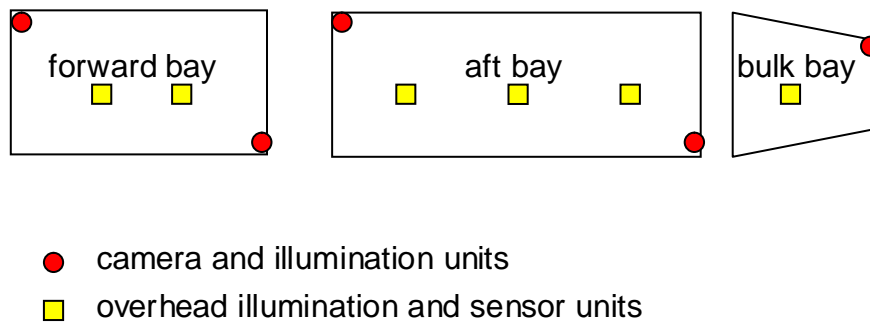 forward bay
aft bay
bulk bay
camera and illumination units
overhead illumination and sensor units